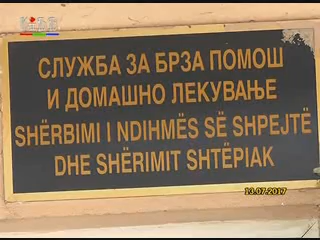 СЛУЖБА ЗА БРЗА ПОМОШ
И ДОМАШНО ЛЕКУВАЊЕ
SHËRBIMI I NDIHMËS SË SHPEJTË
DHE SHËRIMIT SHTËPIAK
13.07.2017